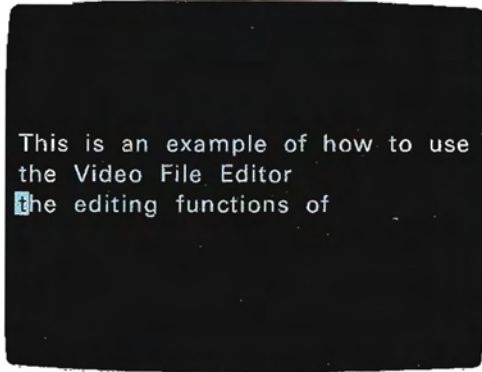 This is an example of how to use
the Video File Editor
the editing functions of